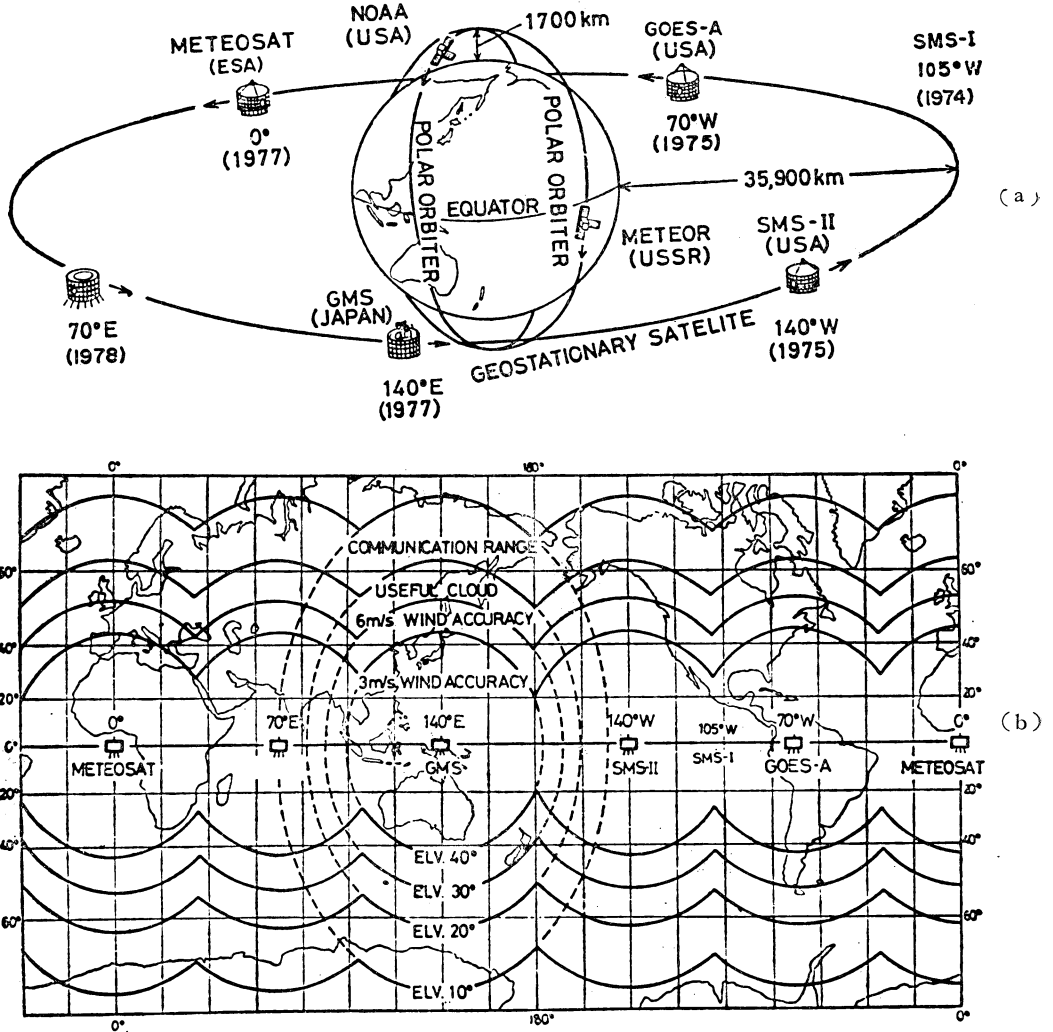 NOAA
(USA)
1700km
METEOSAT
(ESA)
GOES-A
(USA)
SMS-I
105°W
(1974)
0°
(1977)
70°W
(1975)
POLAR ORBITER
POLAR ORBITER
35,900km
(a)
EQUATOR
METEOR
(USSR)
SMS-II
(USA)
GMS
(JAPAN)
70°E
(1978)
140°W
(1975)
GEOSTATIONARY SATELITE
140°E
(1977)
0° 180° 0°
COMMUNICATION RANGE
60° 60°
USEFUL CLOUD
6m/s WIND ACCURACY
40° 40°
3m/s WIND ACCURACY
20° 20°
0° 70°E 140°E 140°W 105°W 70°W 0°
(b)
0° 0°
METEOSAT GMS SMS-II SMS-I GOES-A METEOSAT
20° 20°
40° 40°
ELV. 40°
ELV. 30°
60° 60°
ELV. 20°
ELV. 10°
0° 180° 0°